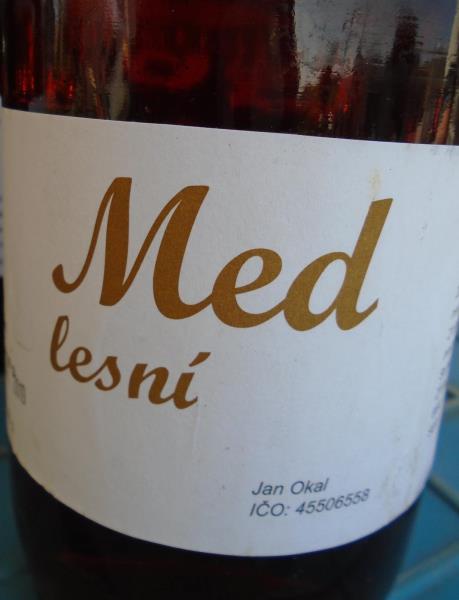 Med
lesní
Jan Okal
IČO: 45506558